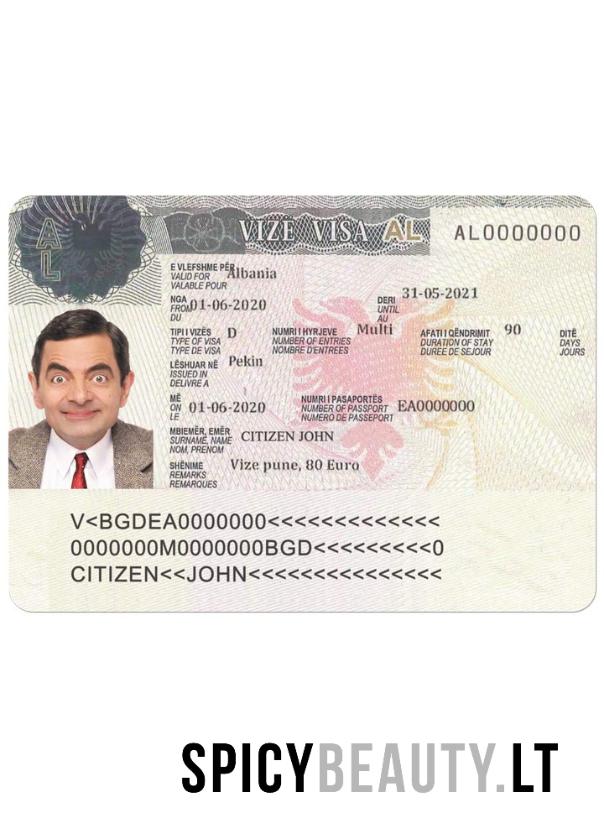 AL
VIZË VISA AL
AL0000000
E VLEFSHME PËR
VALID FOR
VALABLE POUR
Albania
NGA
FROM
DU
01-06-2020
DERI
UNTIL
AU
31-05-2021
TIPI I VIZËS
TYPE OF VISA
TYPE DE VISA
D
NUMRI I HYRJEVE
NUMBER OF ENTRIES
NOMBRE D'ENTREES
Multi
AFATI I QËNDRIMIT
DURATION OF STAY
DUREE DE SEJOUR
90
DITË
DAYS
JOURS
LËSHUAR NË
ISSUED IN
DELIVRE A
Pekin
MË
ON
LE
01-06-2020
NUMRI I PASAPORTËS
NUMBER OF PASSPORT
NUMERO DE PASSEPORT
EA0000000
MBIEMËR, EMËR
SURNAME, NAME
NOM, PRENOM
CITIZEN JOHN
SHËNIME
REMARKS
REMARQUES
Vize pune, 80 Euro
V<BGDEA0000000<<<<<<<<<<<<<
0000000M0000000BGD<<<<<<<<<0
CITIZEN<<JOHN<<<<<<<<<<<<<<<
SPICYBEAUTY.LT